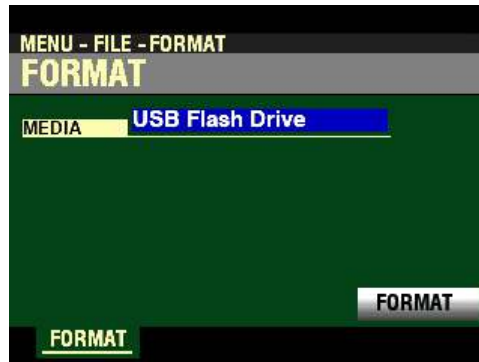 MENU - FILE - FORMAT
FORMAT
MEDIA USB Flash Drive
FORMAT
FORMAT